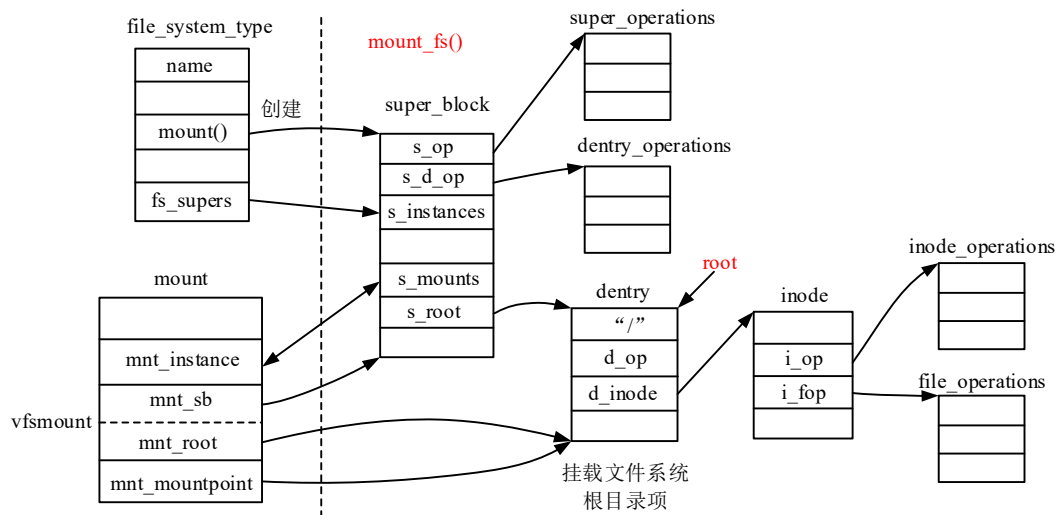 file_system_type
name
mount()
fs_supers
创建
mount_fs()
super_block
s_op
s_d_op
s_instances
s_mounts
s_root
super_operations
dentry_operations
mount
mnt_instance
mnt_sb
vfsmount
mnt_root
mnt_mountpoint
root
dentry
“/”
d_op
d_inode
挂载文件系统
根目录项
inode
i_op
i_fop
inode_operations
file_operations